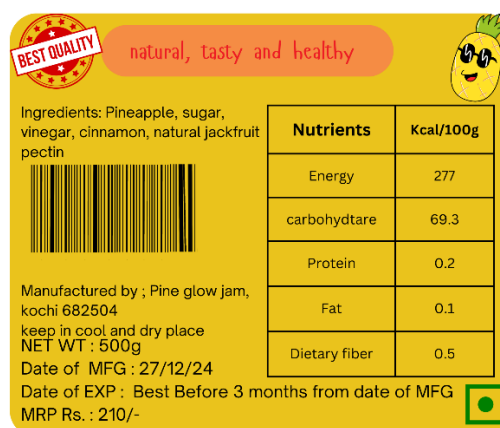 BEST QUALITY
natural, tasty and healthy
Ingredients: Pineapple, sugar,
vinegar, cinnamon, natural jackfruit
pectin
Nutrients Kcal/100g
Energy 277
carbohydtare 69.3
Protein 0.2
Fat 0.1
Dietary fiber 0.5
Manufactured by ; Pine glow jam,
kochi 682504
keep in cool and dry place
NET WT : 500g
Date of MFG : 27/12/24
Date of EXP : Best Before 3 months from date of MFG
MRP Rs. : 210/-